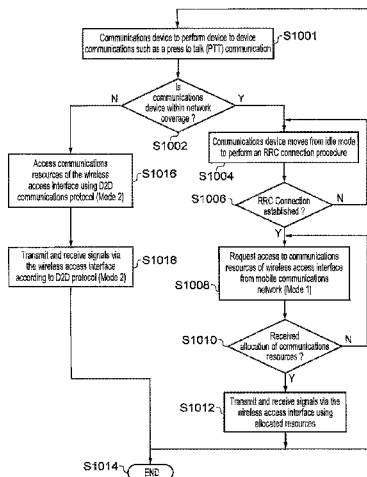 Communications device to perform device to device
communications such as a press to talk (PTT) communication
S1001
Is
communications
device within network
coverage ?
N
Y
S1002
Communications device moves from idle mode
to perform an RRC connection procedure
S1004
Access communications
resources of the wireless
access interface using D2D
communications protocol (Mode 2)
S1016
RRC Connection
established ?
S1006
N
Y
Transmit and receive signals via
the wireless access interface
according to D2D protocol (Mode 2)
S1018
Request access to communications
resources of wireless access interface
from mobile communications
network (Mode 1)
S1008
Received
allocation of communications
resources ?
S1010
N
Y
Transmit and receive signals via the
wireless access interface using
allocated resources
S1012
S1014
END